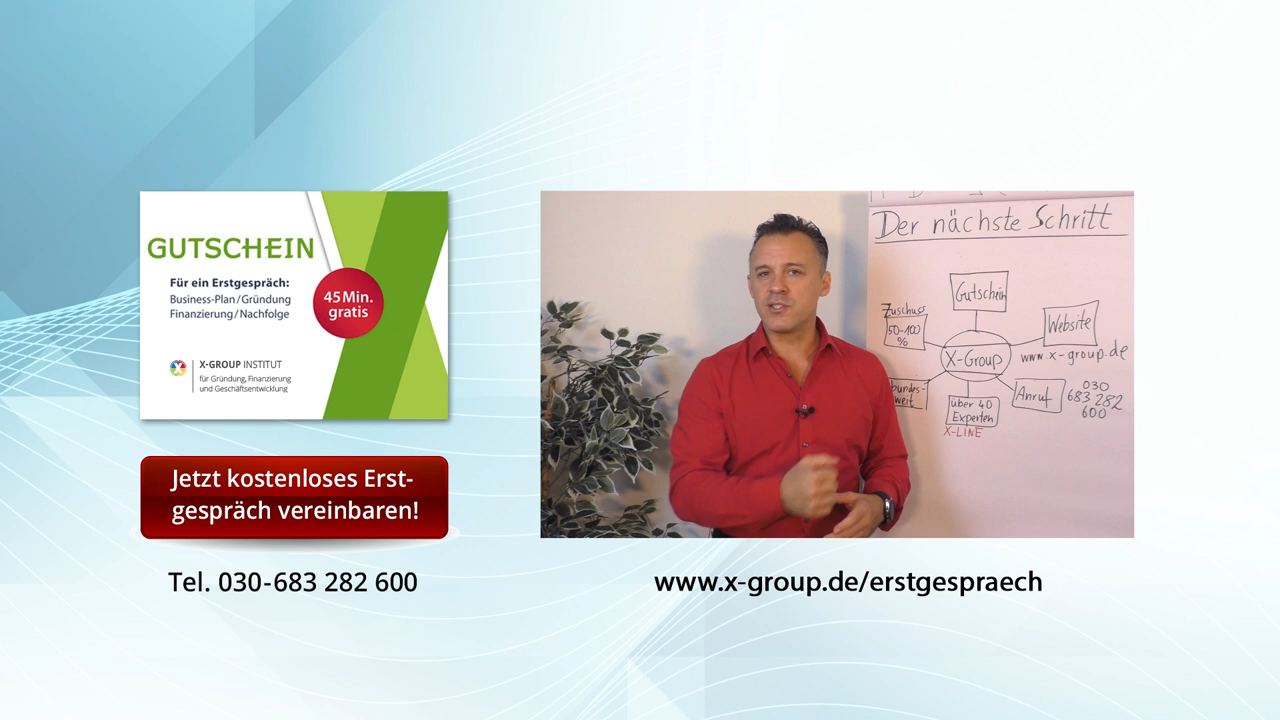 GUTSCHEIN
Für ein Erstgespräch:
Business-Plan/Gründung
Finanzierung/Nachfolge
45 Min.
gratis
X-GROUP INSTITUT
für Gründung, Finanzierung
und Geschäftsentwicklung
Jetzt kostenloses Erst-
gespräch vereinbaren!
Tel. 030-683 282 600
Der nächste Schritt
Gutschein
Zuschuss
50-100
%
Website
www.x-group.de
X-Group
bundes-
weit
über 40
Experten
X-LINE
Anruf
030
683 282
600
www.x-group.de/erstgespraech